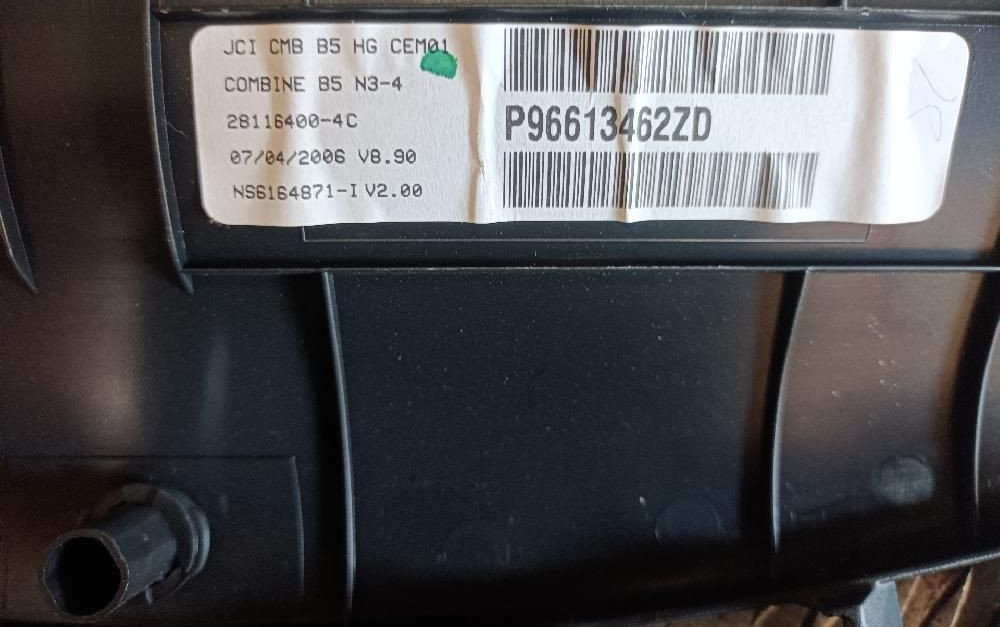 JCI CMB B5 HG CEM01
COMBINE B5 N3-4
28116400-4C
07/04/2006 V8.90
NS6164871-I V2.00
P96613462ZD